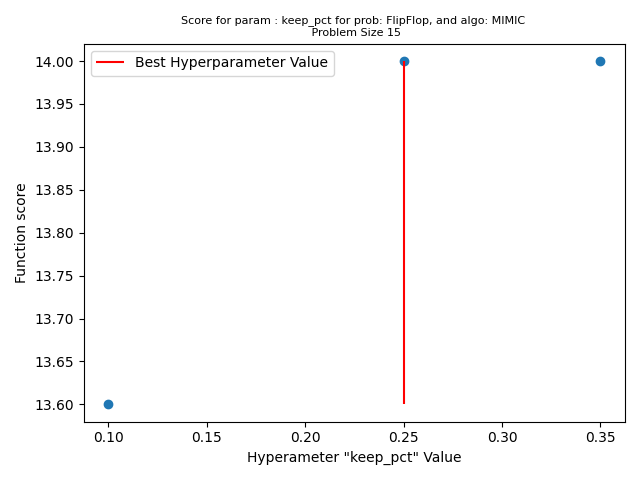 Score for param : keep_pct for prob: FlipFlop, and algo: MIMIC
Problem Size 15
Best Hyperparameter Value
14.00
13.95
13.90
13.85
13.80
13.75
13.70
13.65
13.60
Function score
0.10 0.15 0.20 0.25 0.30 0.35
Hyperameter "keep_pct" Value